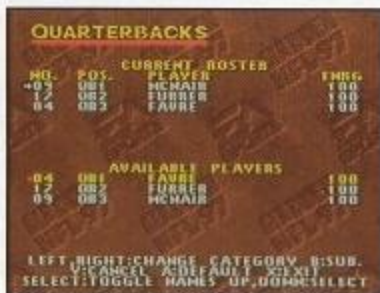 QUARTERBACKS
CURRENT ROSTER
NO. POS. PLAYER ENRG
09 QB1 MCNAIR 100
12 QB2 FURRER 100
04 QB3 FAVRE 100
AVAILABLE PLAYERS
04 QB1 FAVRE 100
12 QB2 FURRER 100
09 QB3 MCNAIR 100
LEFT,RIGHT:CHANGE CATEGORY B:SUB.
Y:CANCEL A:DEFAULT X:EXIT
SELECT:TOGGLE NAMES UP,DOWN:SELECT